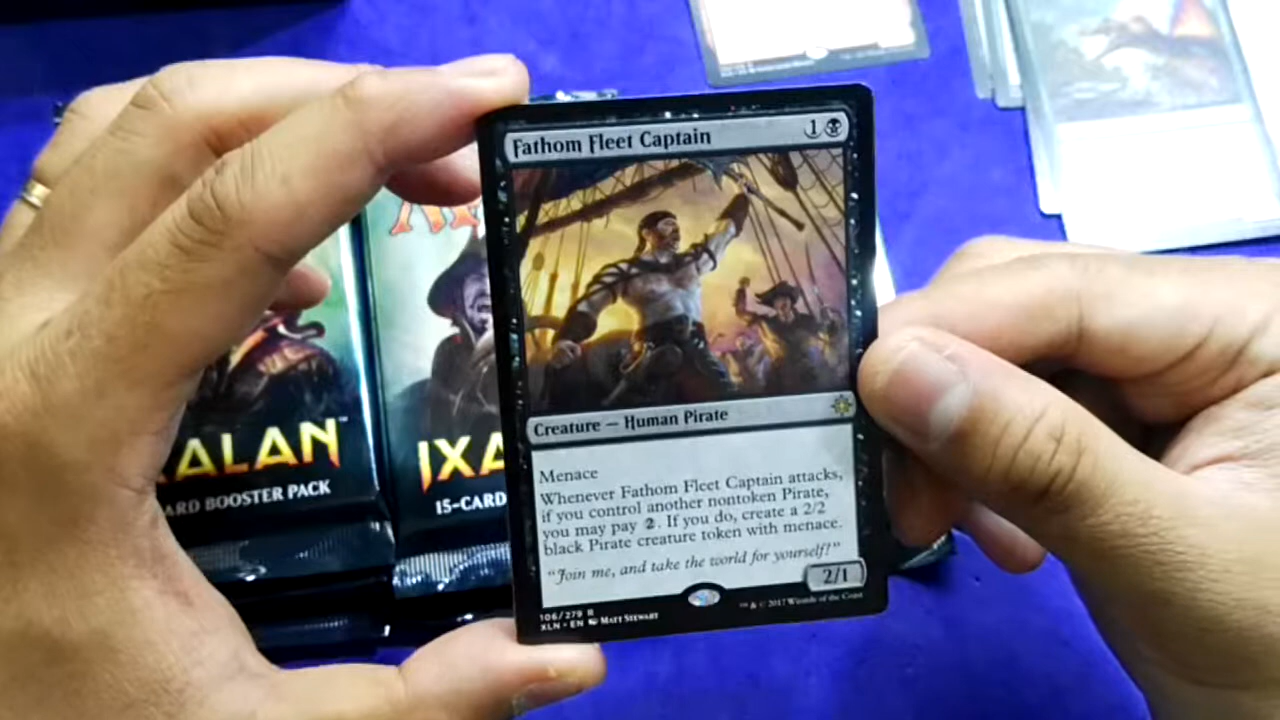 Fathom Fleet Captain 1
Creature — Human Pirate
Menace
Whenever Fathom Fleet Captain attacks,
if you control another nontoken Pirate,
you may pay 2. If you do, create a 2/2
black Pirate creature token with menace.
"Join me, and take the world for yourself!"
2/1
106/279 R
XLN • EN MATT STEWART
™ & © 2017 Wizards of the Coast
XALAN™
ARD BOOSTER PACK
IXA
15-CARD